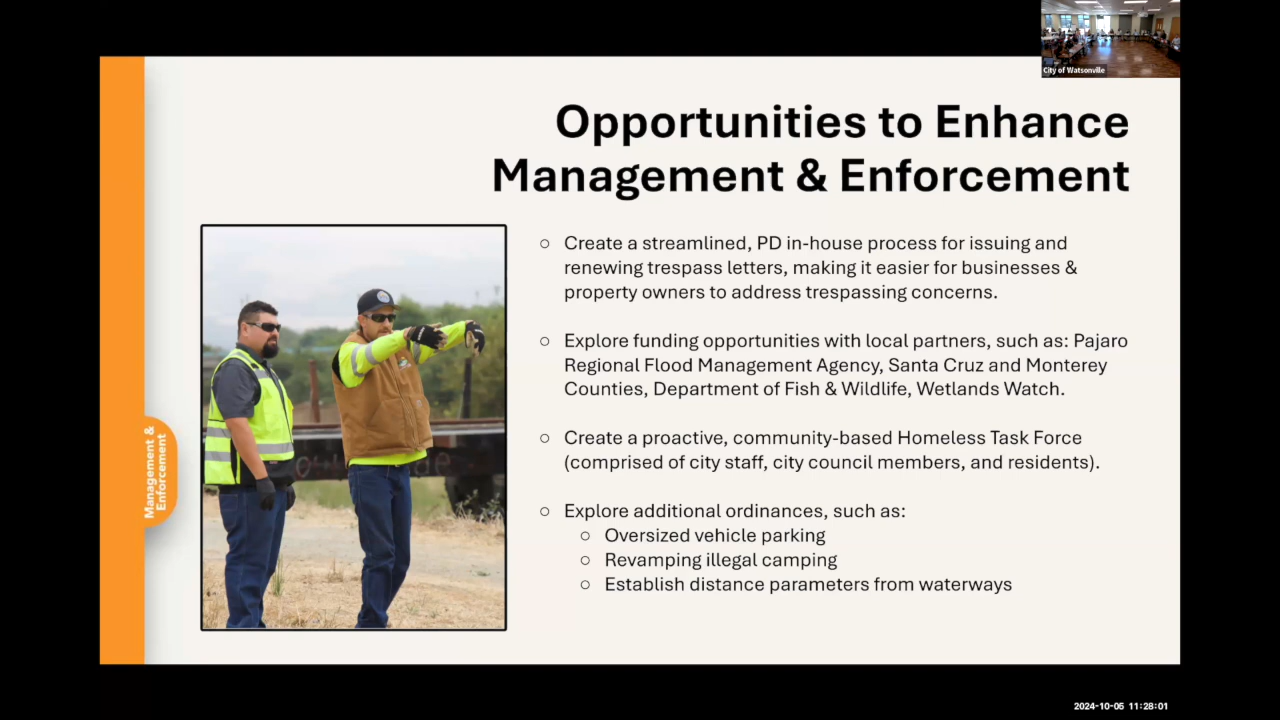 City of Watsonville
Opportunities to Enhance
Management & Enforcement
○ Create a streamlined, PD in-house process for issuing and
renewing trespass letters, making it easier for businesses &
property owners to address trespassing concerns.
○ Explore funding opportunities with local partners, such as: Pajaro
Regional Flood Management Agency, Santa Cruz and Monterey
Counties, Department of Fish & Wildlife, Wetlands Watch.
○ Create a proactive, community-based Homeless Task Force
(comprised of city staff, city council members, and residents).
○ Explore additional ordinances, such as:
○ Oversized vehicle parking
○ Revamping illegal camping
○ Establish distance parameters from waterways
Management &
Enforcement
2024-10-05 11:28:01